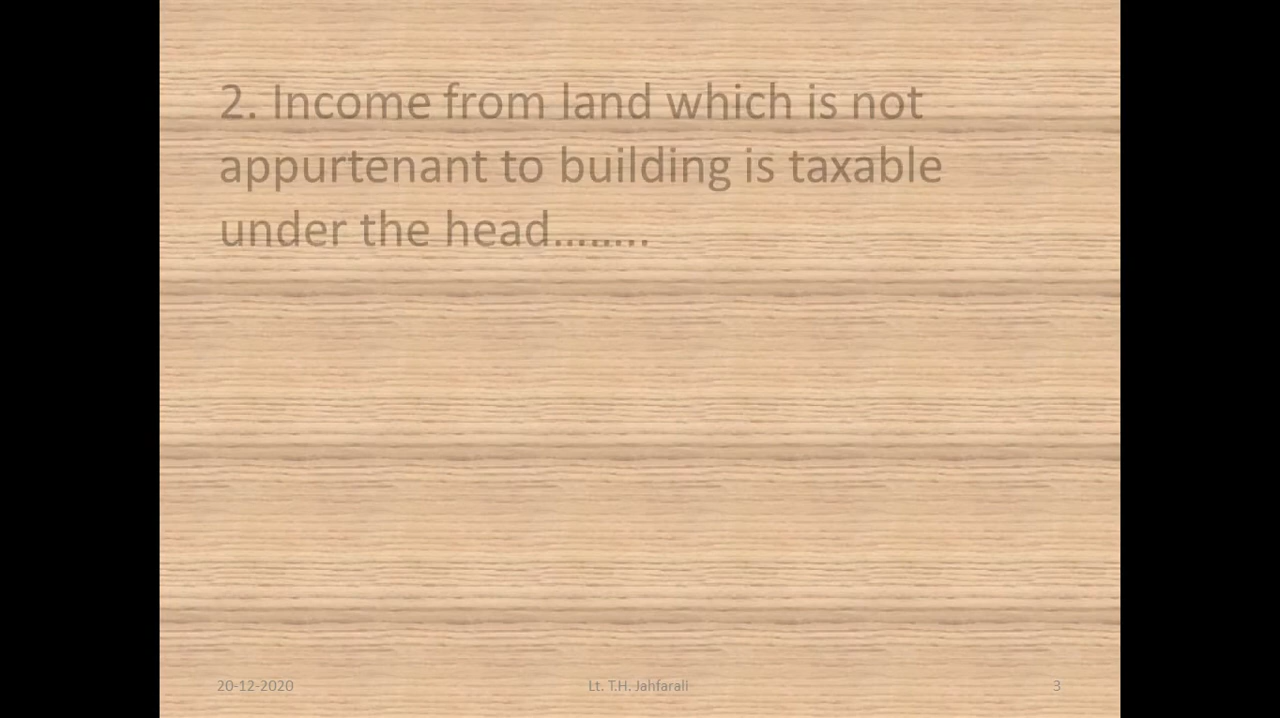 2. Income from land which is not
appurtenant to building is taxable
under the head……..
20-12-2020
Lt. T.H. Jahfarali
3